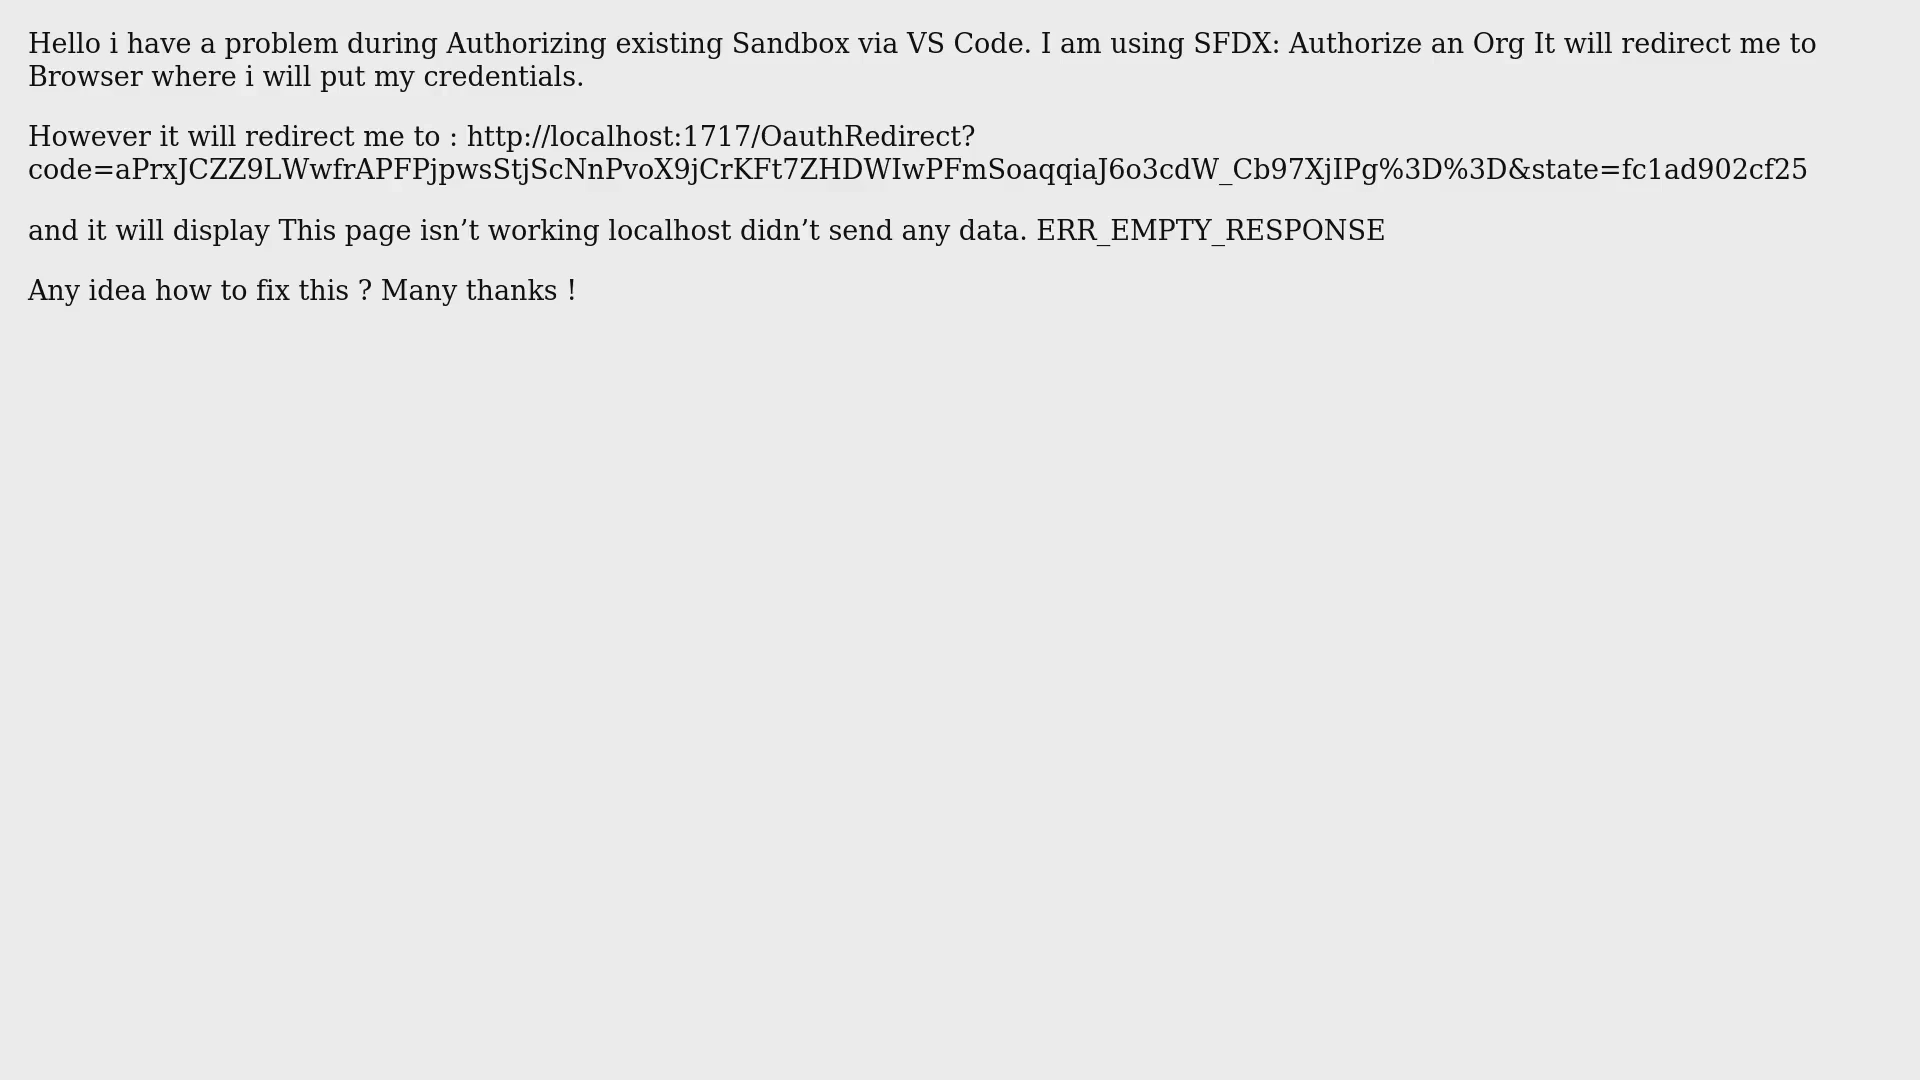 Hello i have a problem during Authorizing existing Sandbox via VS Code. I am using SFDX: Authorize an Org It will redirect me to
Browser where i will put my credentials.
However it will redirect me to : http://localhost:1717/OauthRedirect?
code=aPrxJCZZ9LWwfrAPFPjpwsStjScNnPvoX9jCrKFt7ZHDWIwPFmSoaqqiaJ6o3cdW_Cb97XjIPg%3D%3D&state=fc1ad902cf25
and it will display This page isn’t working localhost didn’t send any data. ERR_EMPTY_RESPONSE
Any idea how to fix this ? Many thanks !